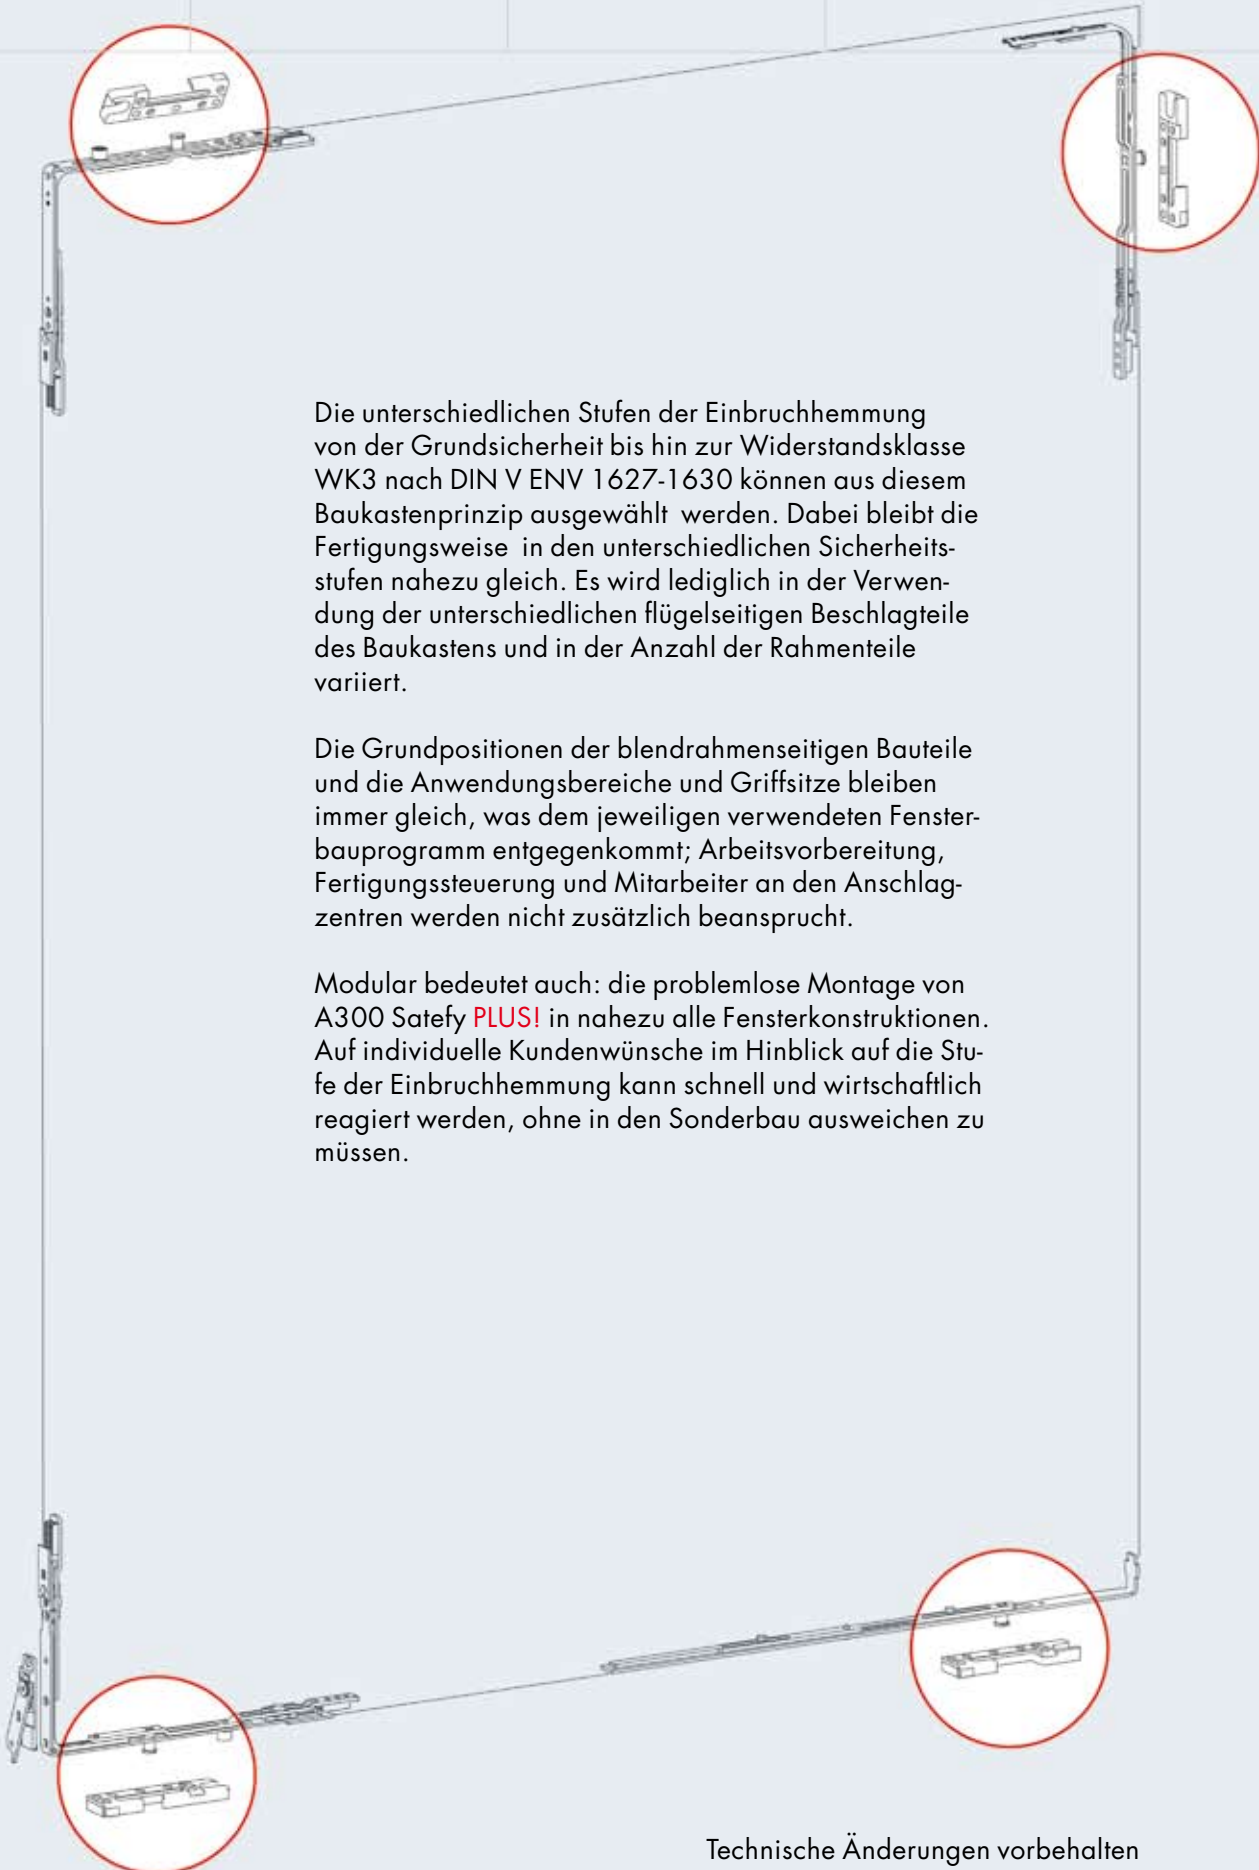 Die unterschiedlichen Stufen der Einbruchhemmung
von der Grundsicherheit bis hin zur Widerstandsklasse
WK3 nach DIN V ENV 1627-1630 können aus diesem
Baukastenprinzip ausgewählt  werden. Dabei bleibt die
Fertigungsweise  in den unterschiedlichen Sicherheits-
stufen nahezu gleich. Es wird lediglich in der Verwen-
dung der unterschiedlichen flügelseitigen Beschlagteile
des Baukastens und in der Anzahl der Rahmenteile
variiert.

Die Grundpositionen der blendrahmenseitigen Bauteile
und die Anwendungsbereiche und Griffsitze bleiben
immer gleich, was dem jeweiligen verwendeten Fenster-
bauprogramm entgegenkommt; Arbeitsvorbereitung,
Fertigungssteuerung und Mitarbeiter an den Anschlag-
zentren werden nicht zusätzlich beansprucht.

Modular bedeutet auch: die problemlose Montage von
A300 Satefy PLUS! in nahezu alle Fensterkonstruktionen.
Auf individuelle Kundenwünsche im Hinblick auf die Stu-
fe der Einbruchhemmung kann schnell und wirtschaftlich
reagiert werden, ohne in den Sonderbau ausweichen zu
müssen.

Technische Änderungen vorbehalten